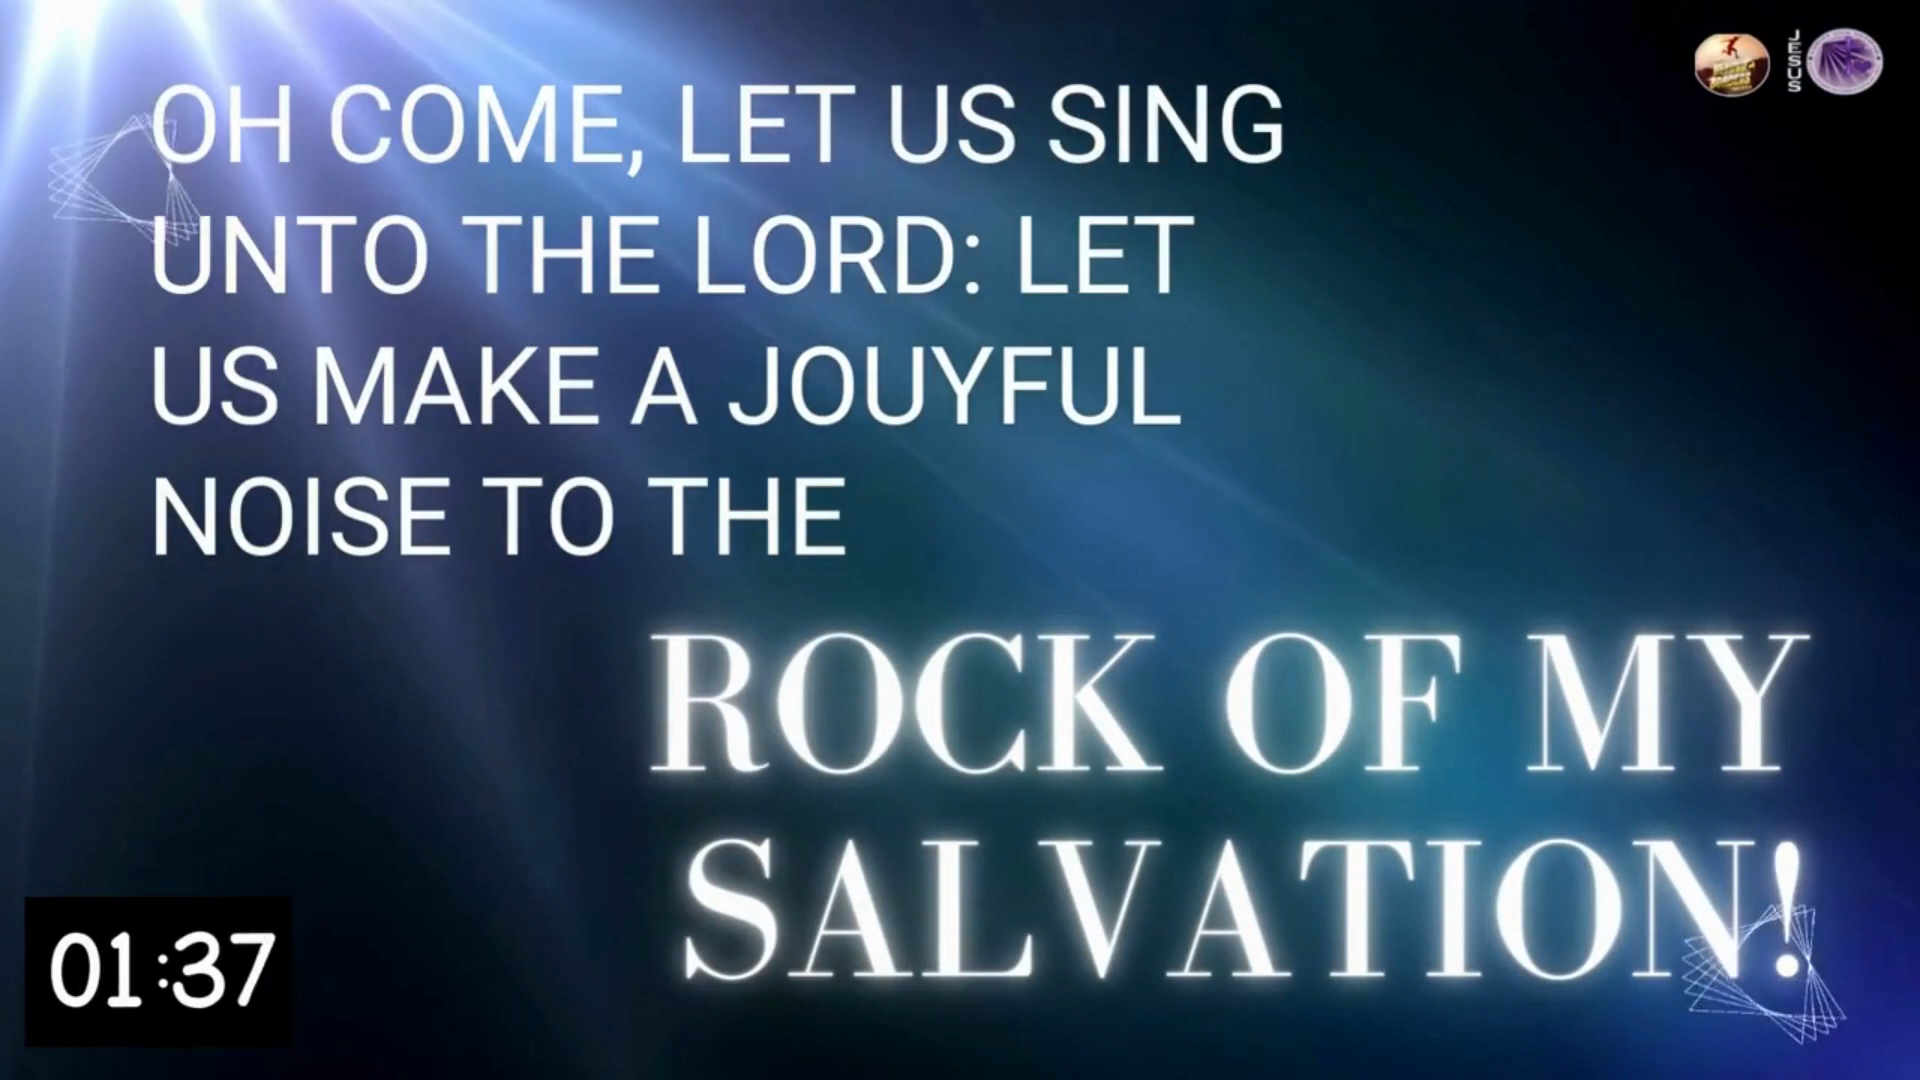 OH COME, LET US SING
UNTO THE LORD: LET
US MAKE A JOUYFUL
NOISE TO THE
ROCK OF MY
SALVATION!
01:37
JESUS